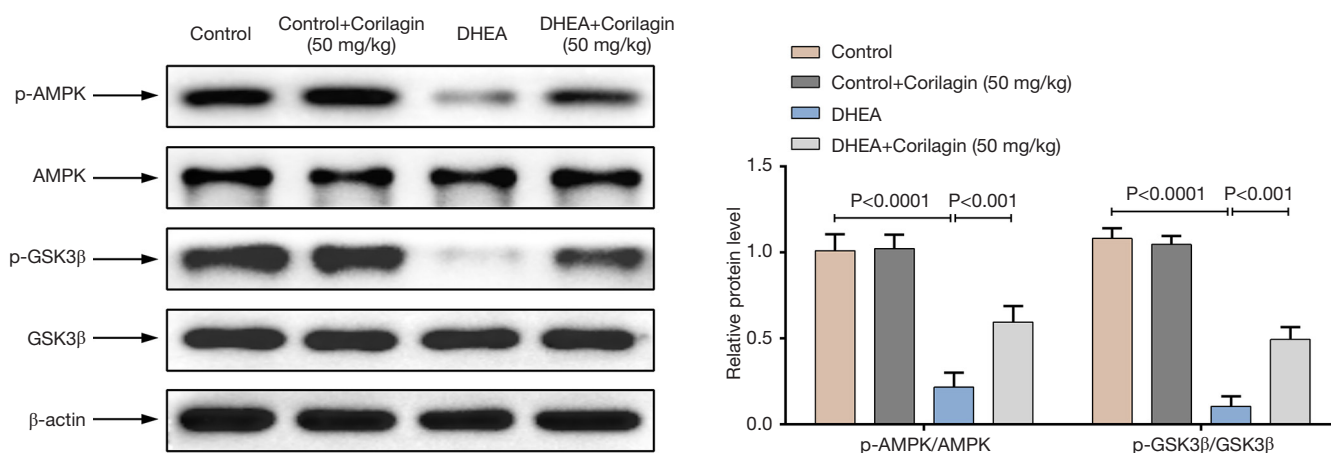 Control
Control+Corilagin
(50 mg/kg)
DHEA
DHEA+Corilagin
(50 mg/kg)
p-AMPK
AMPK
p-GSK3β
GSK3β
β-actin
Control
Control+Corilagin (50 mg/kg)
DHEA
DHEA+Corilagin (50 mg/kg)
Relative protein level
1.5
1.0
0.5
0.0
P<0.0001
P<0.001
P<0.0001
P<0.001
p-AMPK/AMPK
p-GSK3β/GSK3β